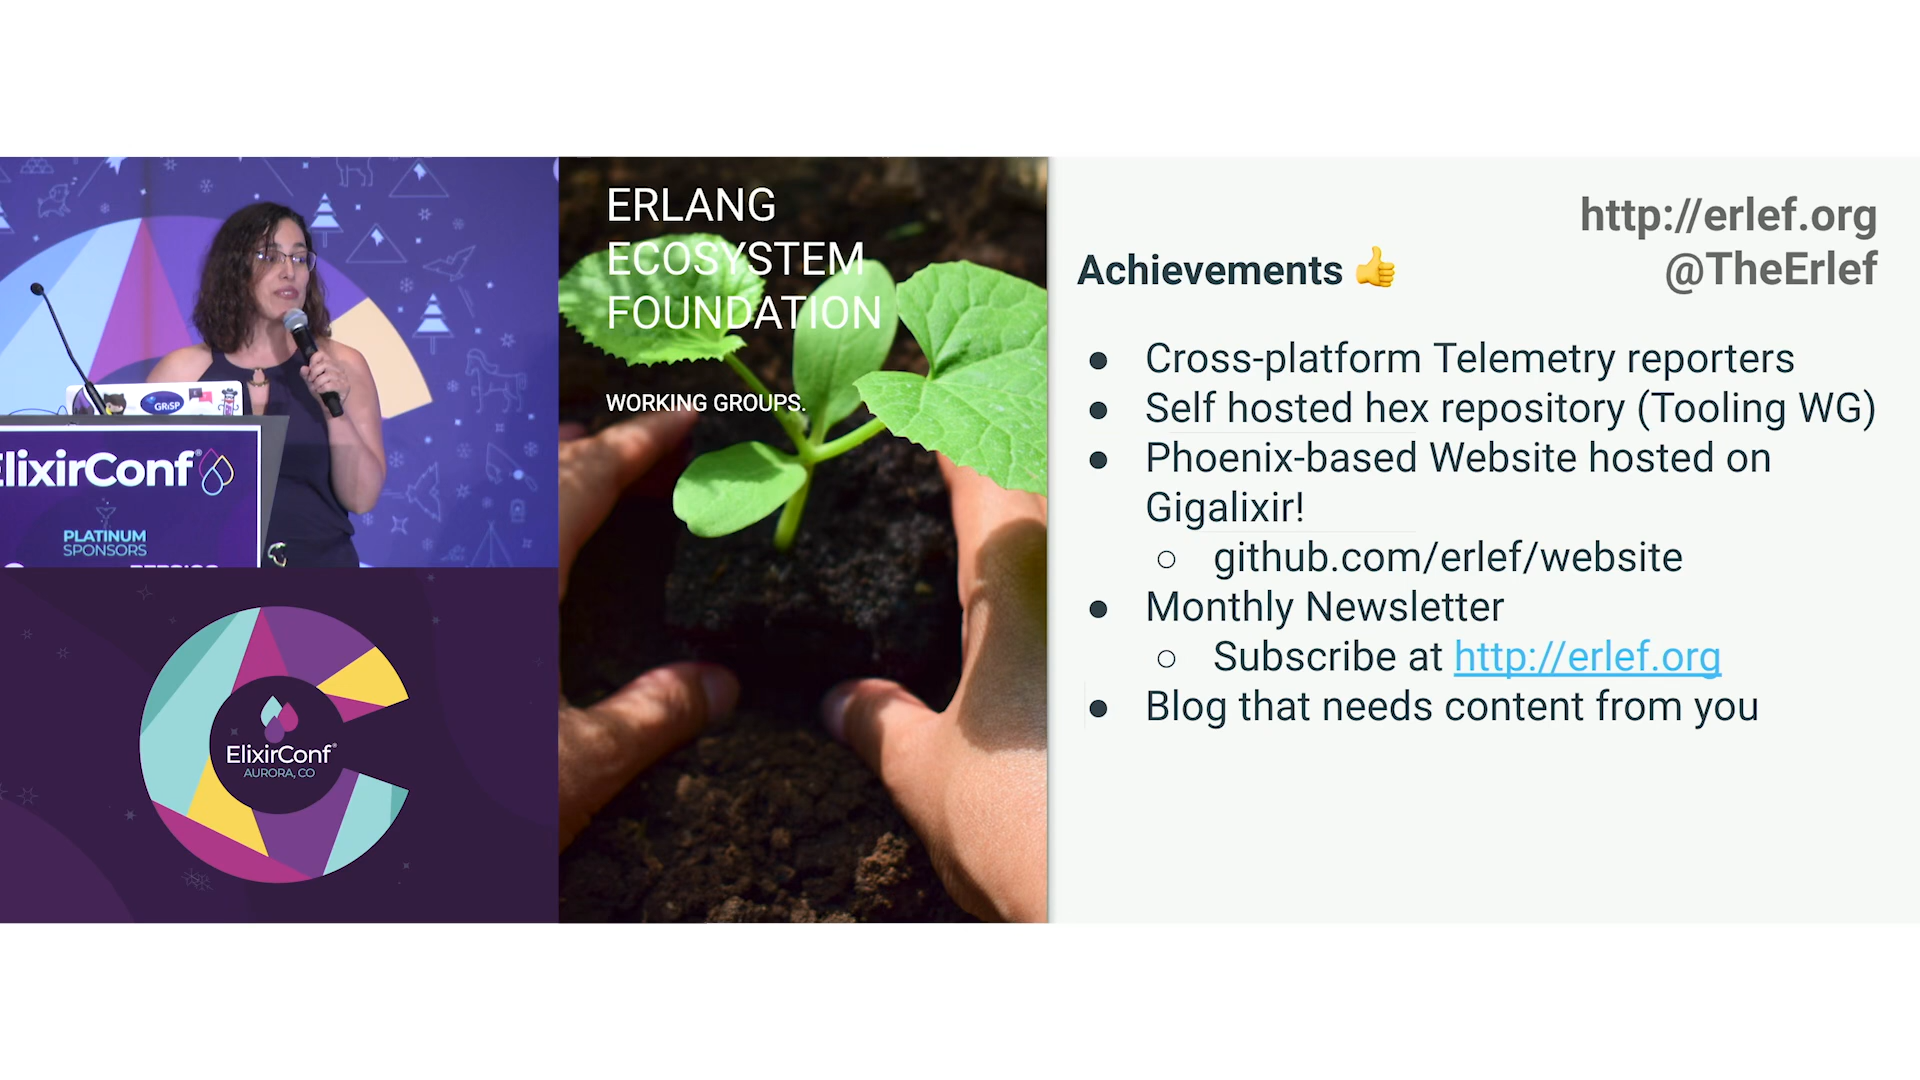 GRiSP
ElixirConf
PLATINUM
SPONSORS
ElixirConf
AURORA, CO
ERLANG
ECOSYSTEM
FOUNDATION
WORKING GROUPS.
http://erlef.org
@TheErlef
Achievements 👍
● Cross-platform Telemetry reporters
● Self hosted hex repository (Tooling WG)
● Phoenix-based Website hosted on
Gigalixir!
○ github.com/erlef/website
● Monthly Newsletter
○ Subscribe at http://erlef.org
● Blog that needs content from you